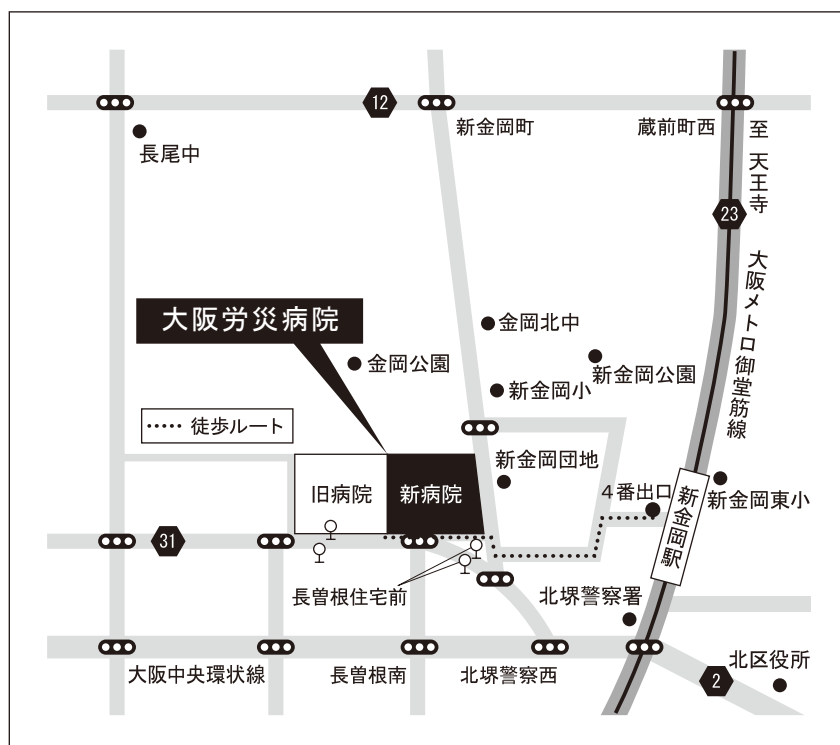 12
新金岡町
蔵前町西
至 天王寺
長尾中
23
大阪メトロ御堂筋線
大阪労災病院
金岡北中
金岡公園
新金岡公園
新金岡小
徒歩ルート
新金岡団地
旧病院
新病院
4番出口
新金岡駅
新金岡東小
31
長曽根住宅前
北堺警察署
大阪中央環状線
長曽根南
北堺警察西
2
北区役所